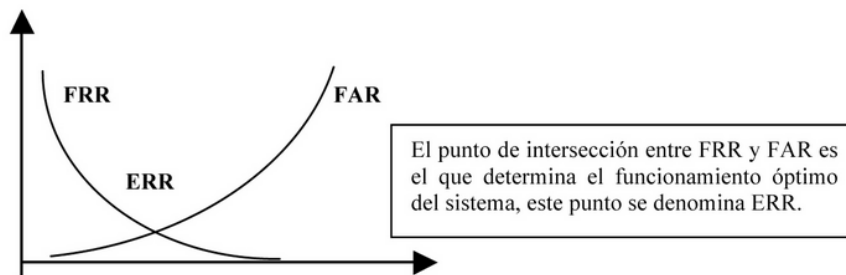 FRR
FAR
ERR
El punto de intersección entre FRR y FAR es
el que determina el funcionamiento óptimo
del sistema, este punto se denomina ERR.